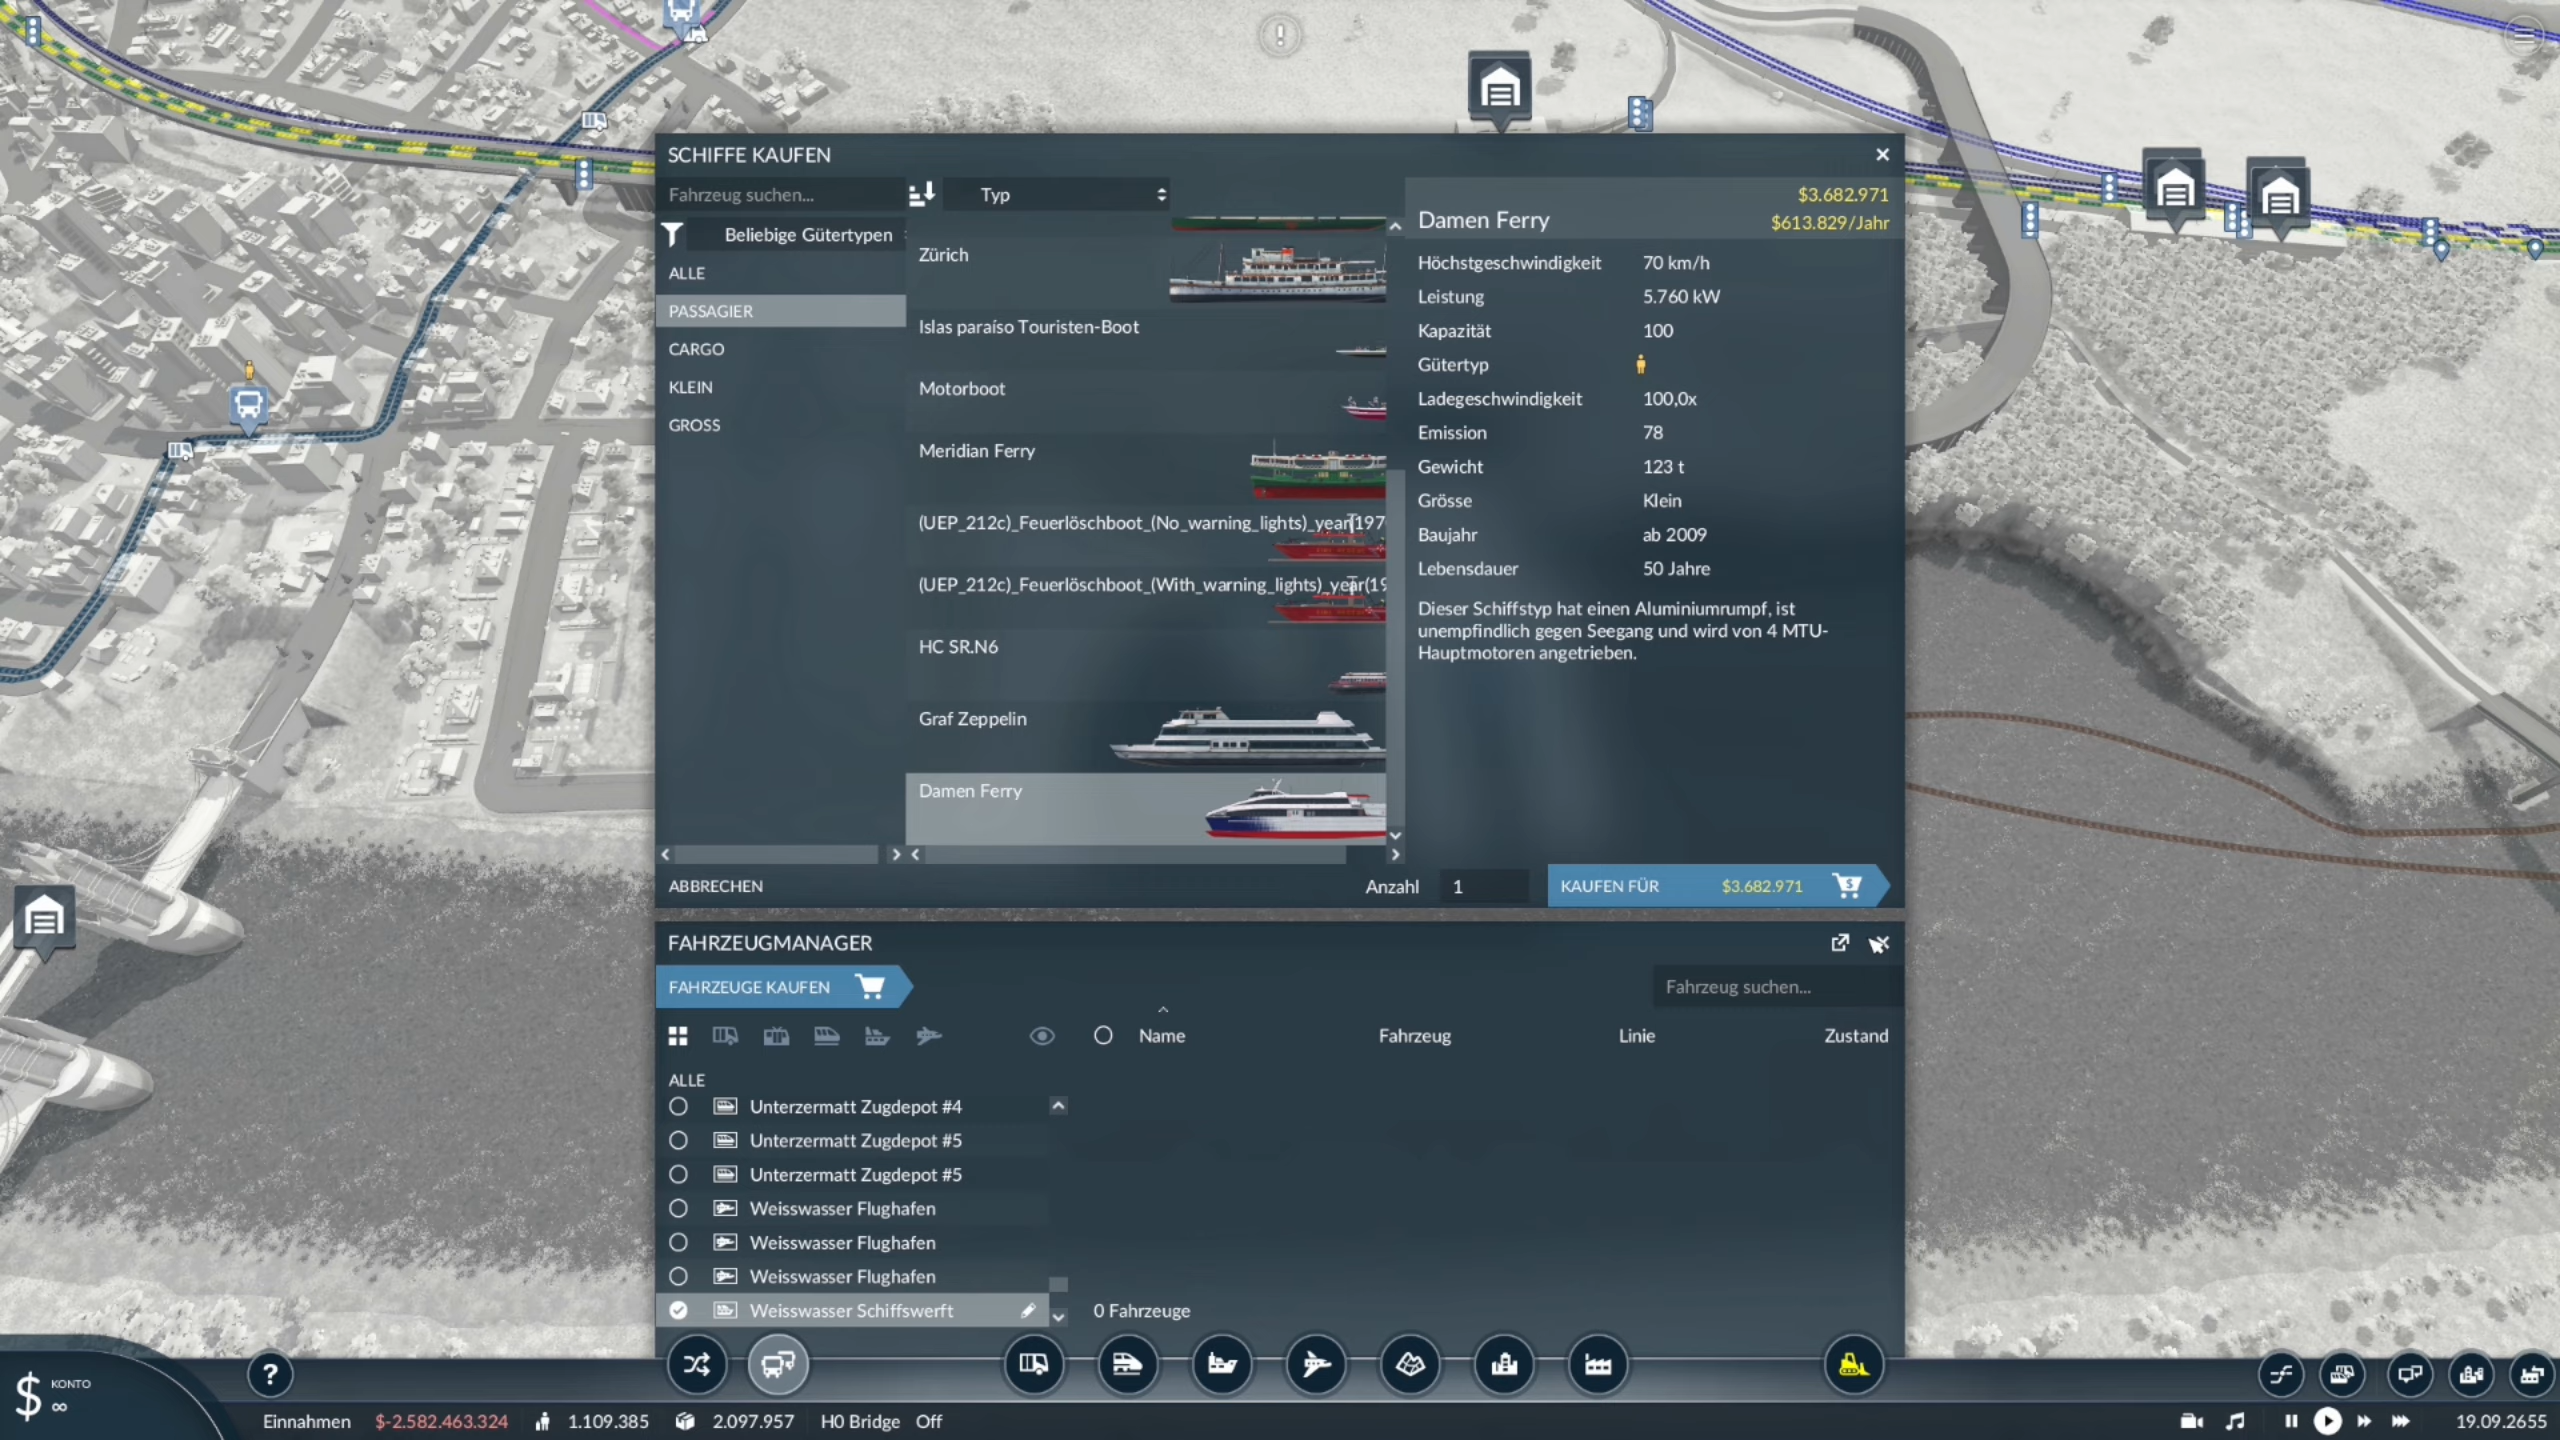 SCHIFFE KAUFEN
Fahrzeug suchen...
Typ
Beliebige Gütertypen
ALLE
PASSAGIER
CARGO
KLEIN
GROSS
Zürich
Islas paraíso Touristen-Boot
Motorboot
Meridian Ferry
(UEP_212c)_Feuerlöschboot_(No_warning_lights)_year(197
(UEP_212c)_Feuerlöschboot_(With_warning_lights)_year(19
HC SR.N6
Graf Zeppelin
Damen Ferry
$3.682.971
Damen Ferry
$613.829/Jahr
Höchstgeschwindigkeit 70 km/h
Leistung 5.760 kW
Kapazität 100
Gütertyp
Ladegeschwindigkeit 100,0x
Emission 78
Gewicht 123 t
Grösse Klein
Baujahr ab 2009
Lebensdauer 50 Jahre
Dieser Schiffstyp hat einen Aluminiumrumpf, ist
unempfindlich gegen Seegang und wird von 4 MTU-
Hauptmotoren angetrieben.
ABBRECHEN
Anzahl 1
KAUFEN FÜR $3.682.971
FAHRZEUGMANAGER
FAHRZEUGE KAUFEN
Fahrzeug suchen...
Name Fahrzeug Linie Zustand
ALLE
Unterzermatt Zugdepot #4
Unterzermatt Zugdepot #5
Unterzermatt Zugdepot #5
Weisswasser Flughafen
Weisswasser Flughafen
Weisswasser Flughafen
Weisswasser Schiffswerft
0 Fahrzeuge
$ KONTO
∞
?
Einnahmen $-2.582.463.324 1.109.385 2.097.957 H0 Bridge Off
19.09.2655